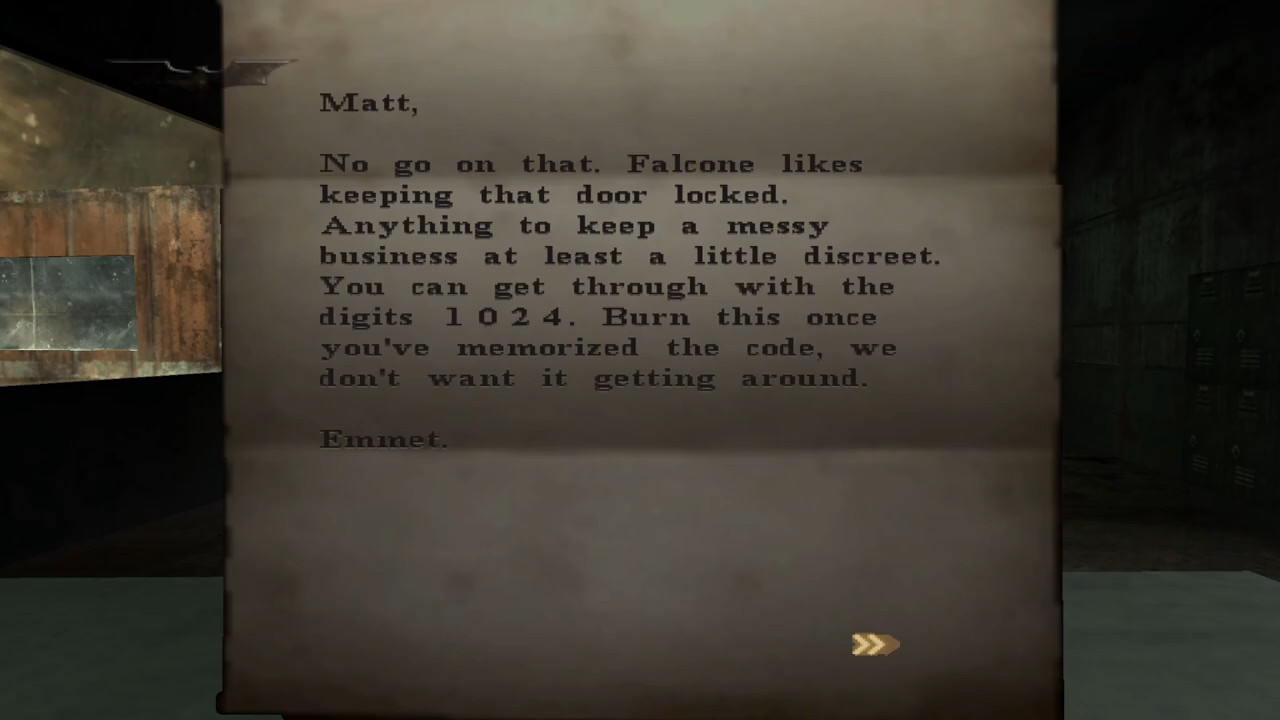 Matt,
No go on that. Falcone likes
keeping that door locked.
Anything to keep a messy
business at least a little discreet.
You can get through with the
digits 1 0 2 4. Burn this once
you've memorized the code, we
don't want it getting around.
Emmet.